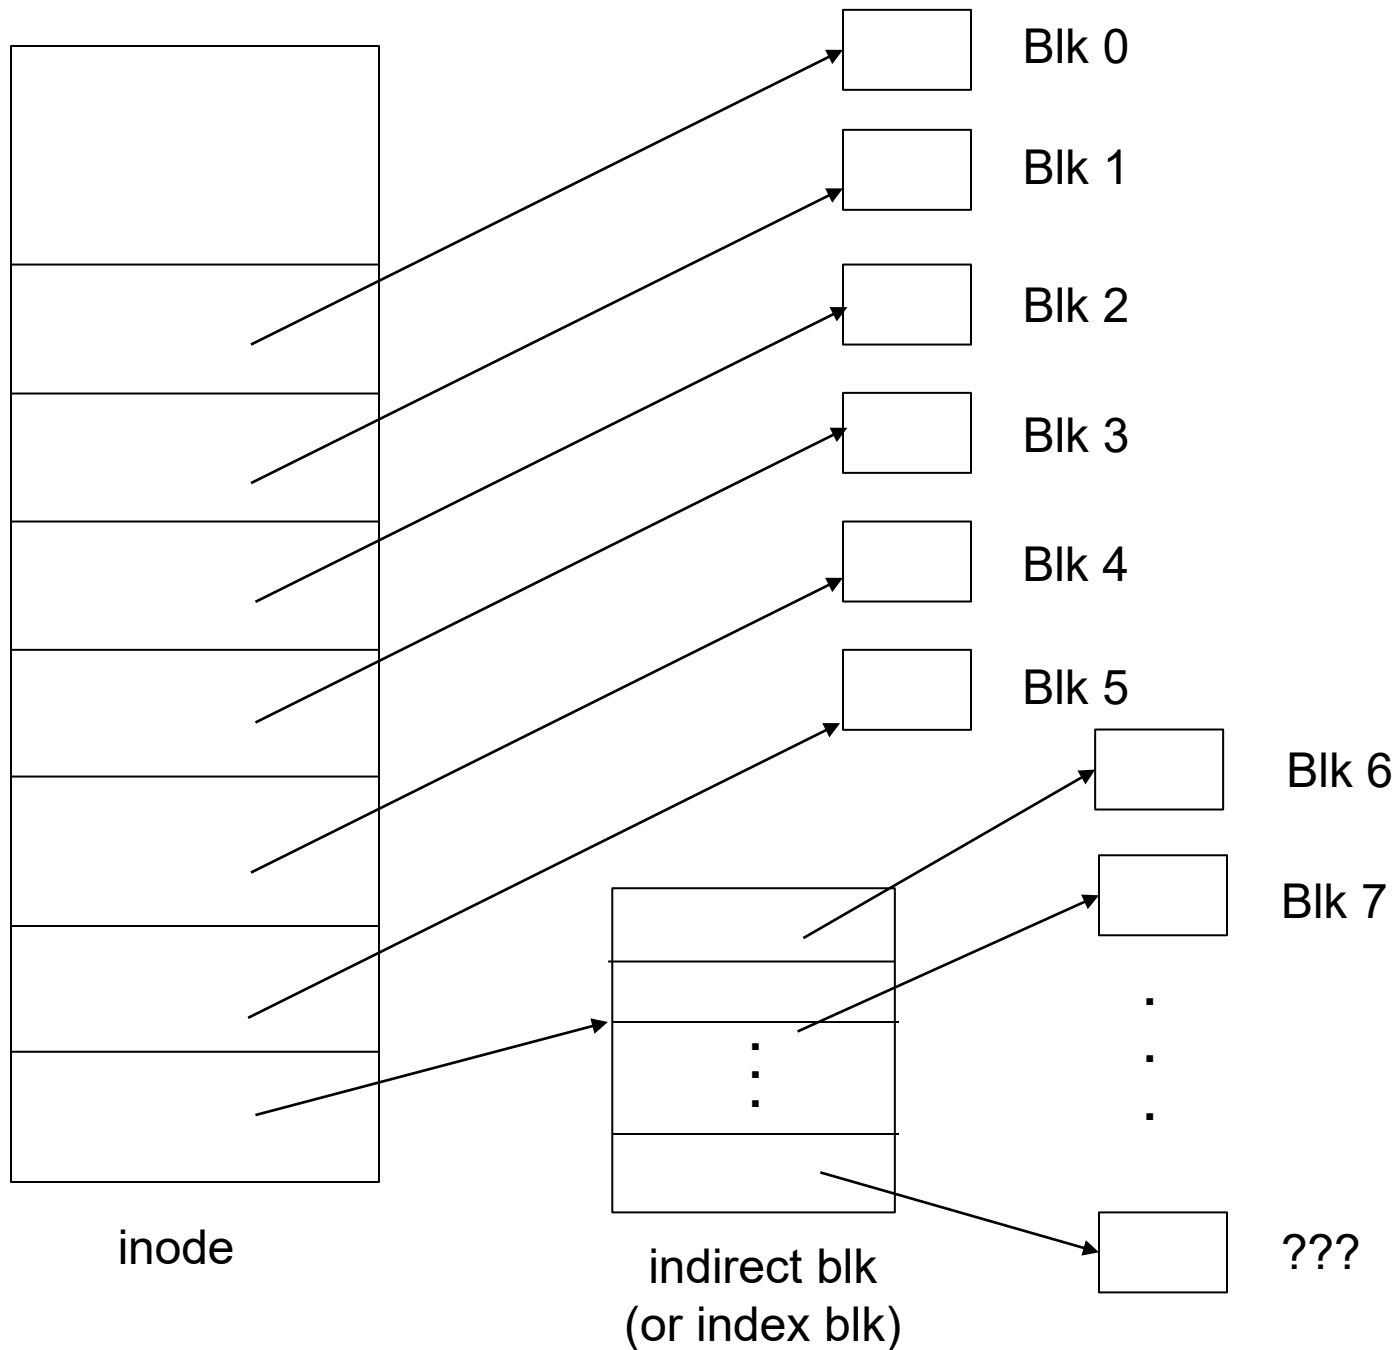 Blk 0
Blk 1
Blk 2
Blk 3
Blk 4
Blk 5
Blk 6
Blk 7
.
.
.
.
.
.
???
inode
indirect blk
(or index blk)